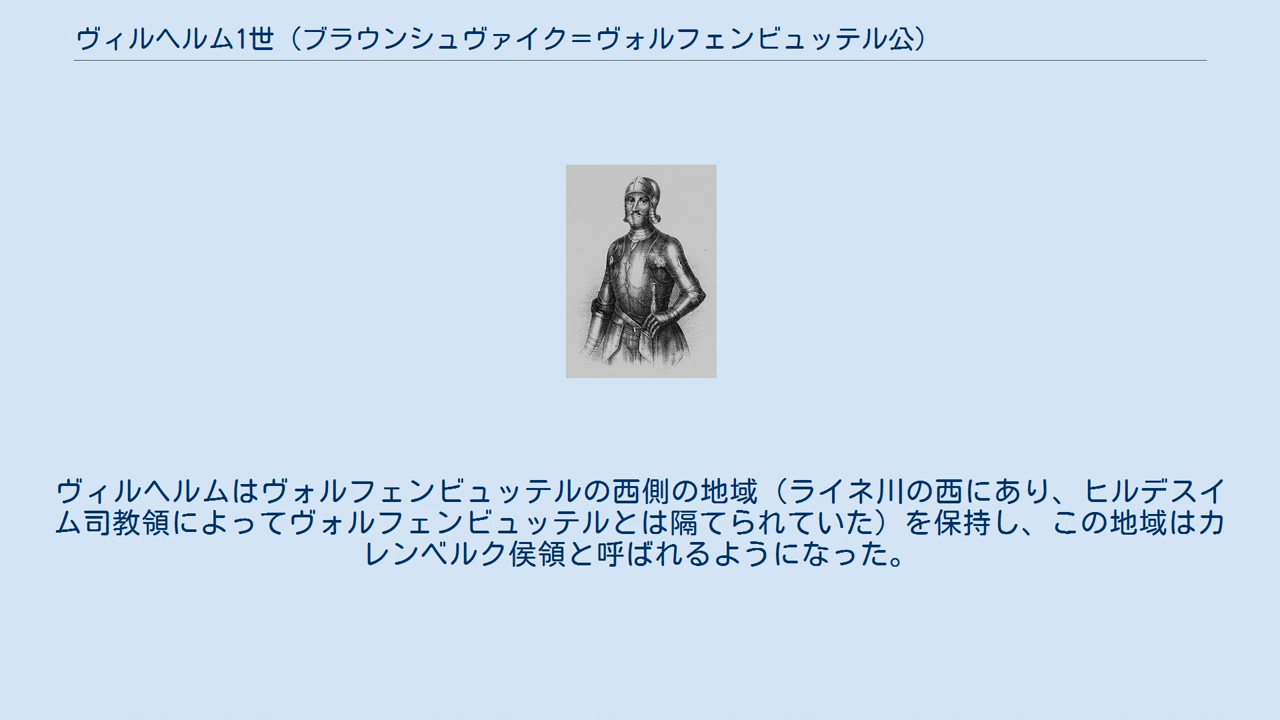 ヴィルヘルム1世（ブラウンシュヴァイク＝ヴォルフェンビュッテル公）
ヴィルヘルムはヴォルフェンビュッテルの西側の地域（ライネ川の西にあり、ヒルデスイ
ム司教領によってヴォルフェンビュッテルとは隔てられていた）を保持し、この地域はカ
レンベルク侯領と呼ばれるようになった。